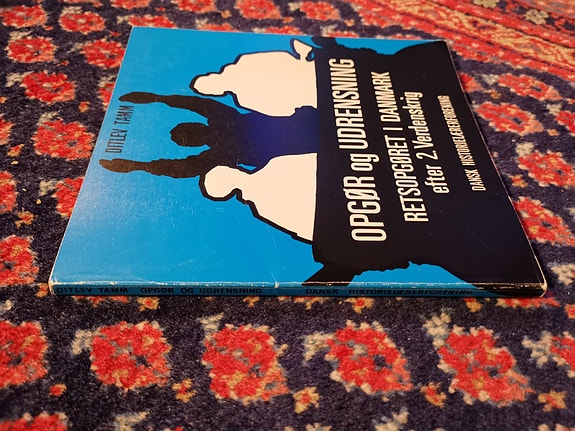 DITLEV TAMM
OPGØR og UDRENSNING
RETSOPGØRET I DANMARK
efter 2. Verdenskrig
DANSK HISTORIELÆRERFORENING
DITLEV TAMM OPGØR OG UDRENSNING DANSK HISTORIELÆRERFORENING